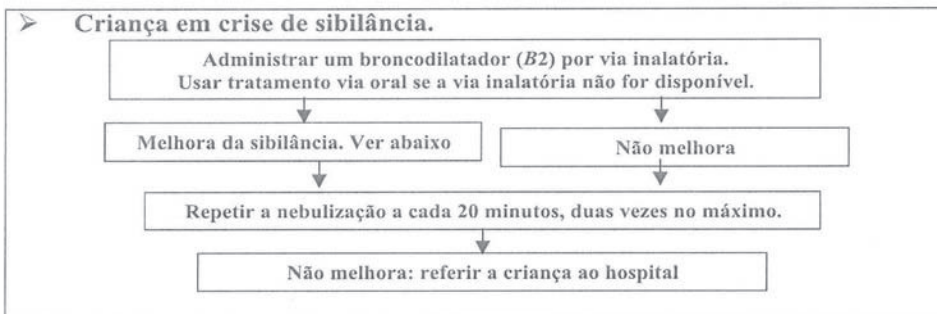 ➢ Criança em crise de sibilância.
Administrar um broncodilatador (B2) por via inalatória.
Usar tratamento via oral se a via inalatória não for disponível.
Melhora da sibilância. Ver abaixo
Não melhora
Repetir a nebulização a cada 20 minutos, duas vezes no máximo.
Não melhora: referir a criança ao hospital